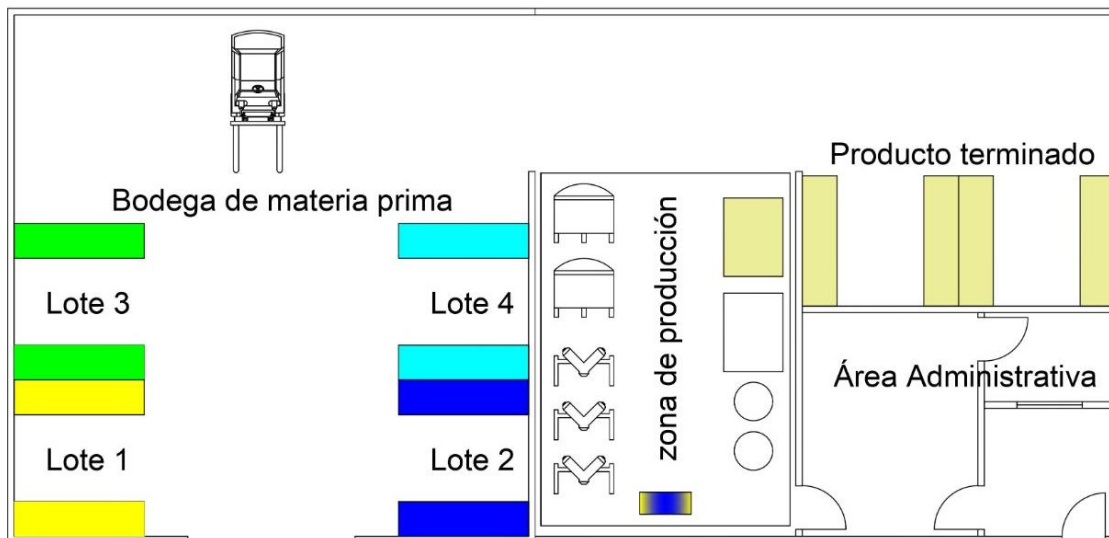 Producto terminado
Bodega de materia prima
zona de producción
Lote 3
Lote 4
Área Administrativa
Lote 1
Lote 2